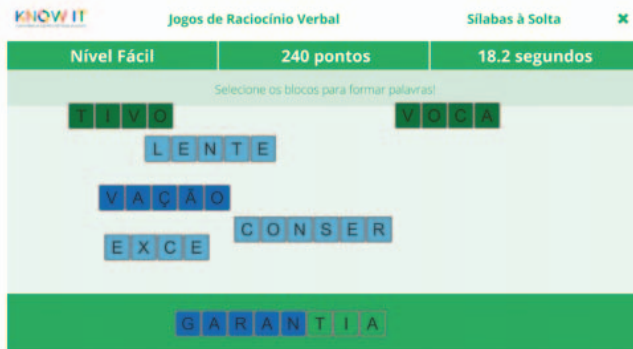 KNOW IT
Jogos de Raciocínio Verbal
Sílabas à Solta
×
Nível Fácil
240 pontos
18.2 segundos
Selecione os blocos para formar palavras!
TIVO
VOCA
LENTE
VAÇÃO
CONSER
EXCE
GARANTIA